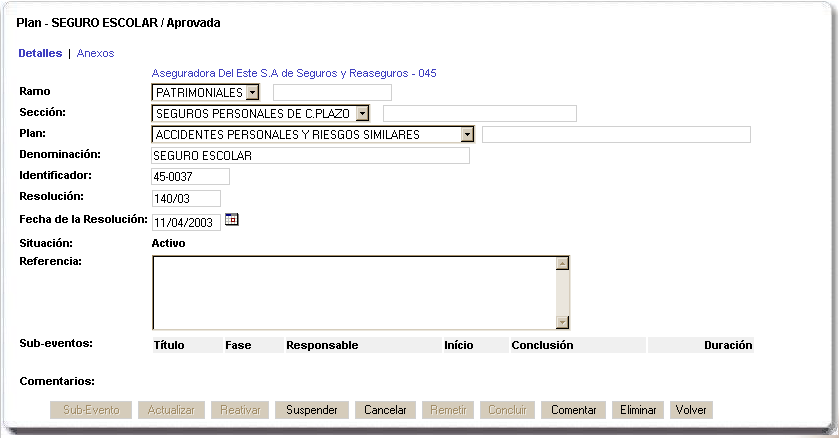 Plan - SEGURO ESCOLAR / Aprovada
Detalles | Anexos
Aseguradora Del Este S.A de Seguros y Reaseguros - 045
Ramo PATRIMONIALES
Sección: SEGUROS PERSONALES DE C.PLAZO
Plan: ACCIDENTES PERSONALES Y RIESGOS SIMILARES
Denominación: SEGURO ESCOLAR
Identificador: 45-0037
Resolución: 140/03
Fecha de la Resolución: 11/04/2003
Situación: Activo
Referencia:
Sub-eventos: Título Fase Responsable Início Conclusión Duración
Comentarios:
Sub-Evento Actualizar Reativar Suspender Cancelar Remetir Concluir Comentar Eliminar Volver